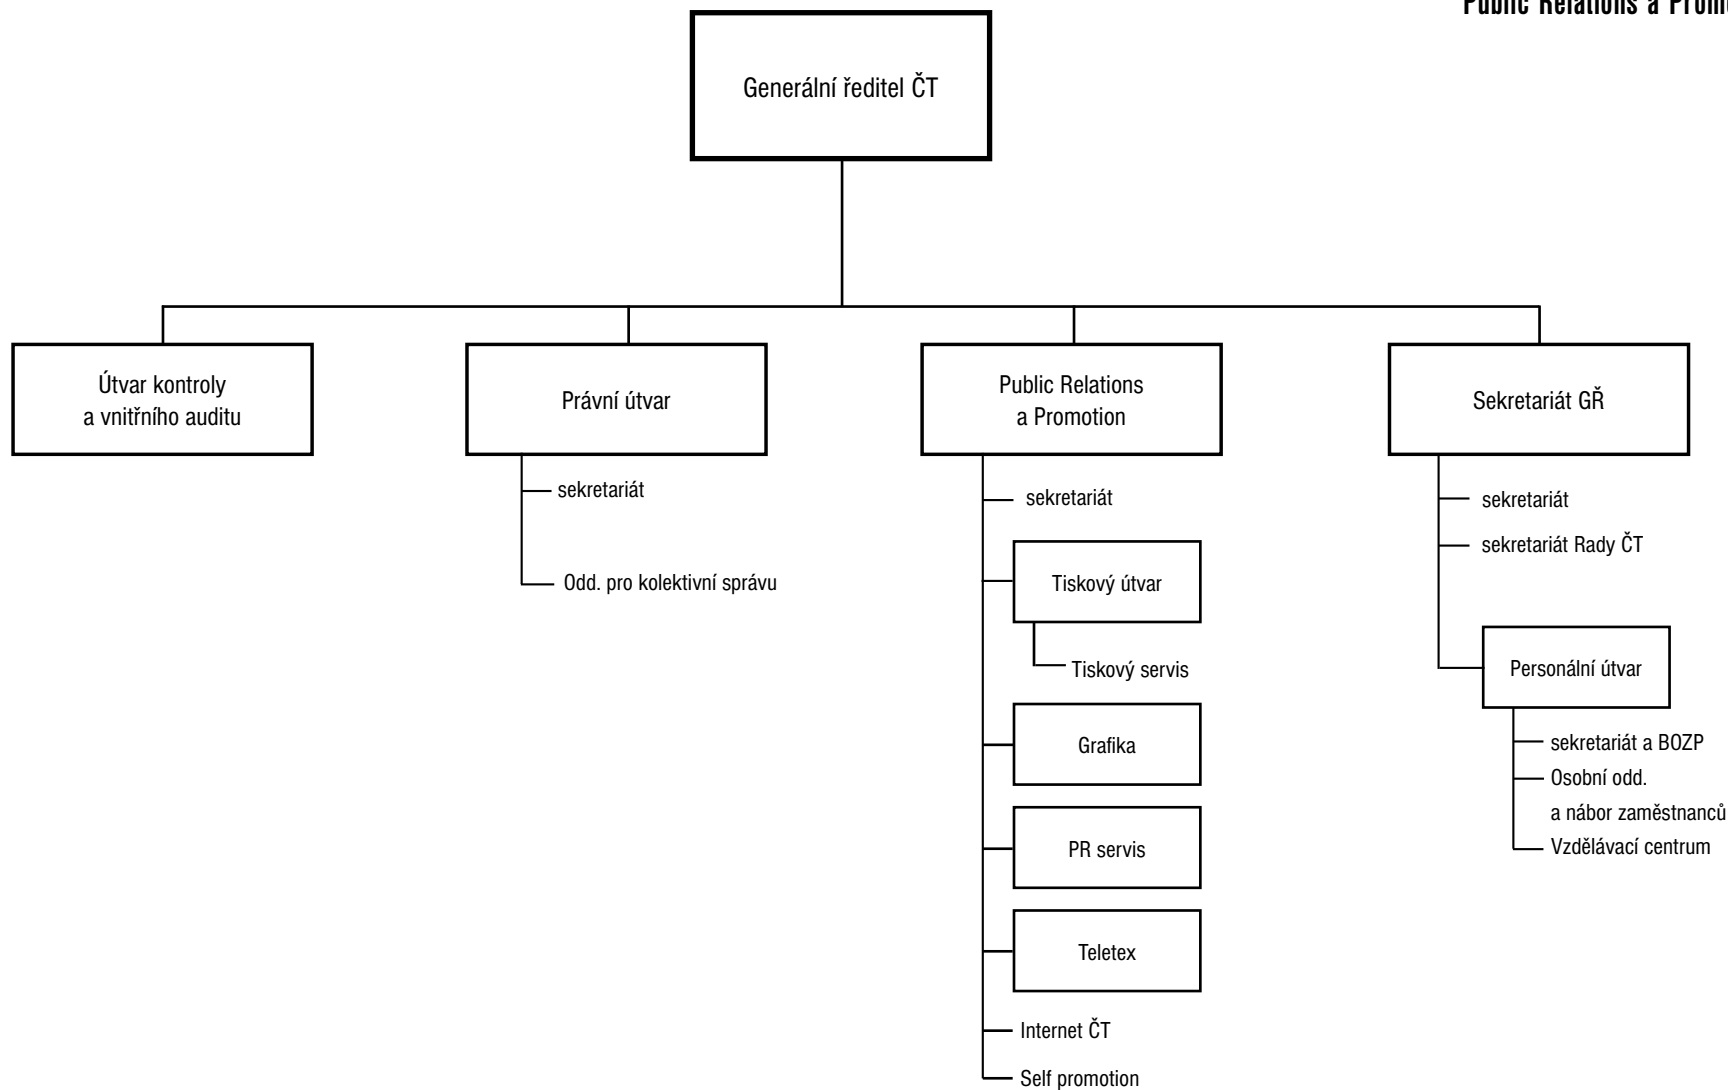 Public Relations a
Generální ředitel ČT
Útvar kontroly
a vnitřního auditu
Právní útvar
sekretariát
Odd. pro kolektivní správu
Public Relations
a Promotion
sekretariát
Tiskový útvar
Tiskový servis
Grafika
PR servis
Teletex
Internet ČT
Self promotion
Sekretariát GŘ
sekretariát
sekretariát Rady ČT
Personální útvar
sekretariát a BOZP
Osobní odd.
a nábor zaměstnanců
Vzdělávací centrum